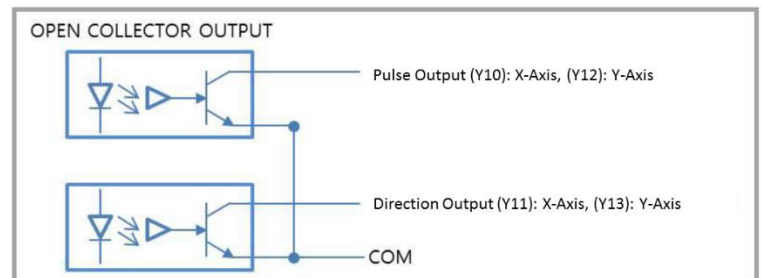 OPEN COLLECTOR OUTPUT
Pulse Output (Y10): X-Axis, (Y12): Y-Axis
Direction Output (Y11): X-Axis, (Y13): Y-Axis
COM